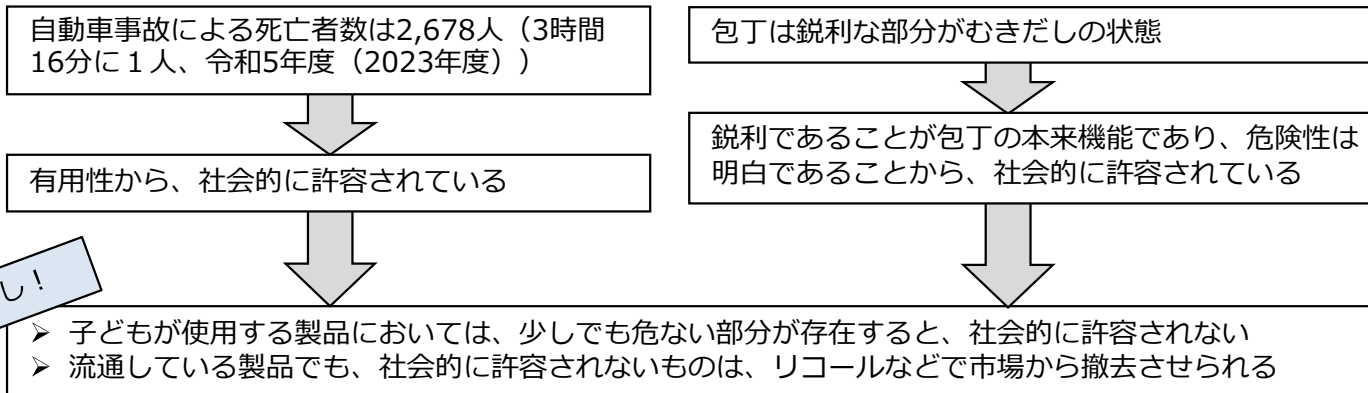 自動車事故による死亡者数は2,678人（3時間
16分に１人、令和5年度（2023年度））
有用性から、社会的に許容されている
包丁は鋭利な部分がむきだしの状態
鋭利であることが包丁の本来機能であり、危険性は
明白であることから、社会的に許容されている
し！
➢ 子どもが使用する製品においては、少しでも危ない部分が存在すると、社会的に許容されない
➢ 流通している製品でも、社会的に許容されないものは、リコールなどで市場から撤去させられる